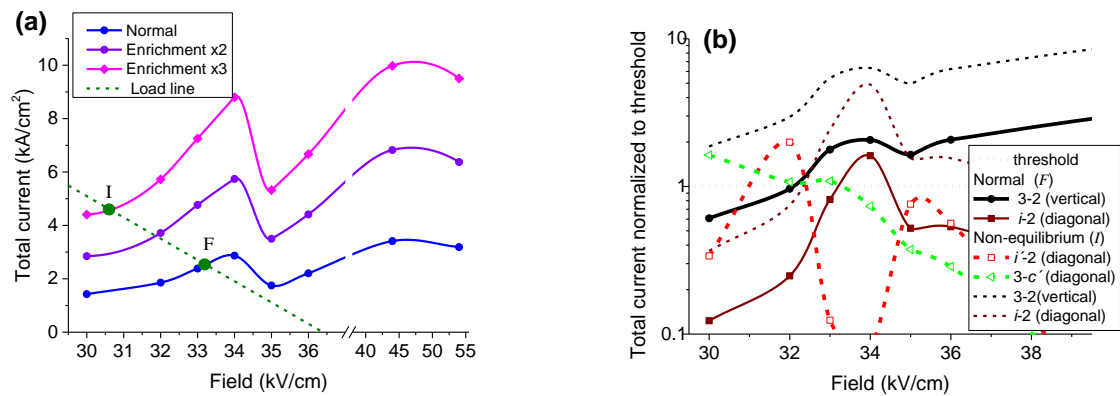 (a)
Normal
Enrichment x2
Enrichment x3
Load line
Total current (kA/cm²)
10
8
6
4
2
0
I
F
30 31 32 33 34 35 36 40 45 50 55
Field (kV/cm)
(b)
Total current normalized to threshold
10
1
0.1
threshold
Normal (F)
3-2 (vertical)
i-2 (diagonal)
Non-equilibrium (I)
i´-2 (diagonal)
3-c´ (diagonal)
3-2(vertical)
i-2 (diagonal)
30 32 34 36 38
Field (kV/cm)